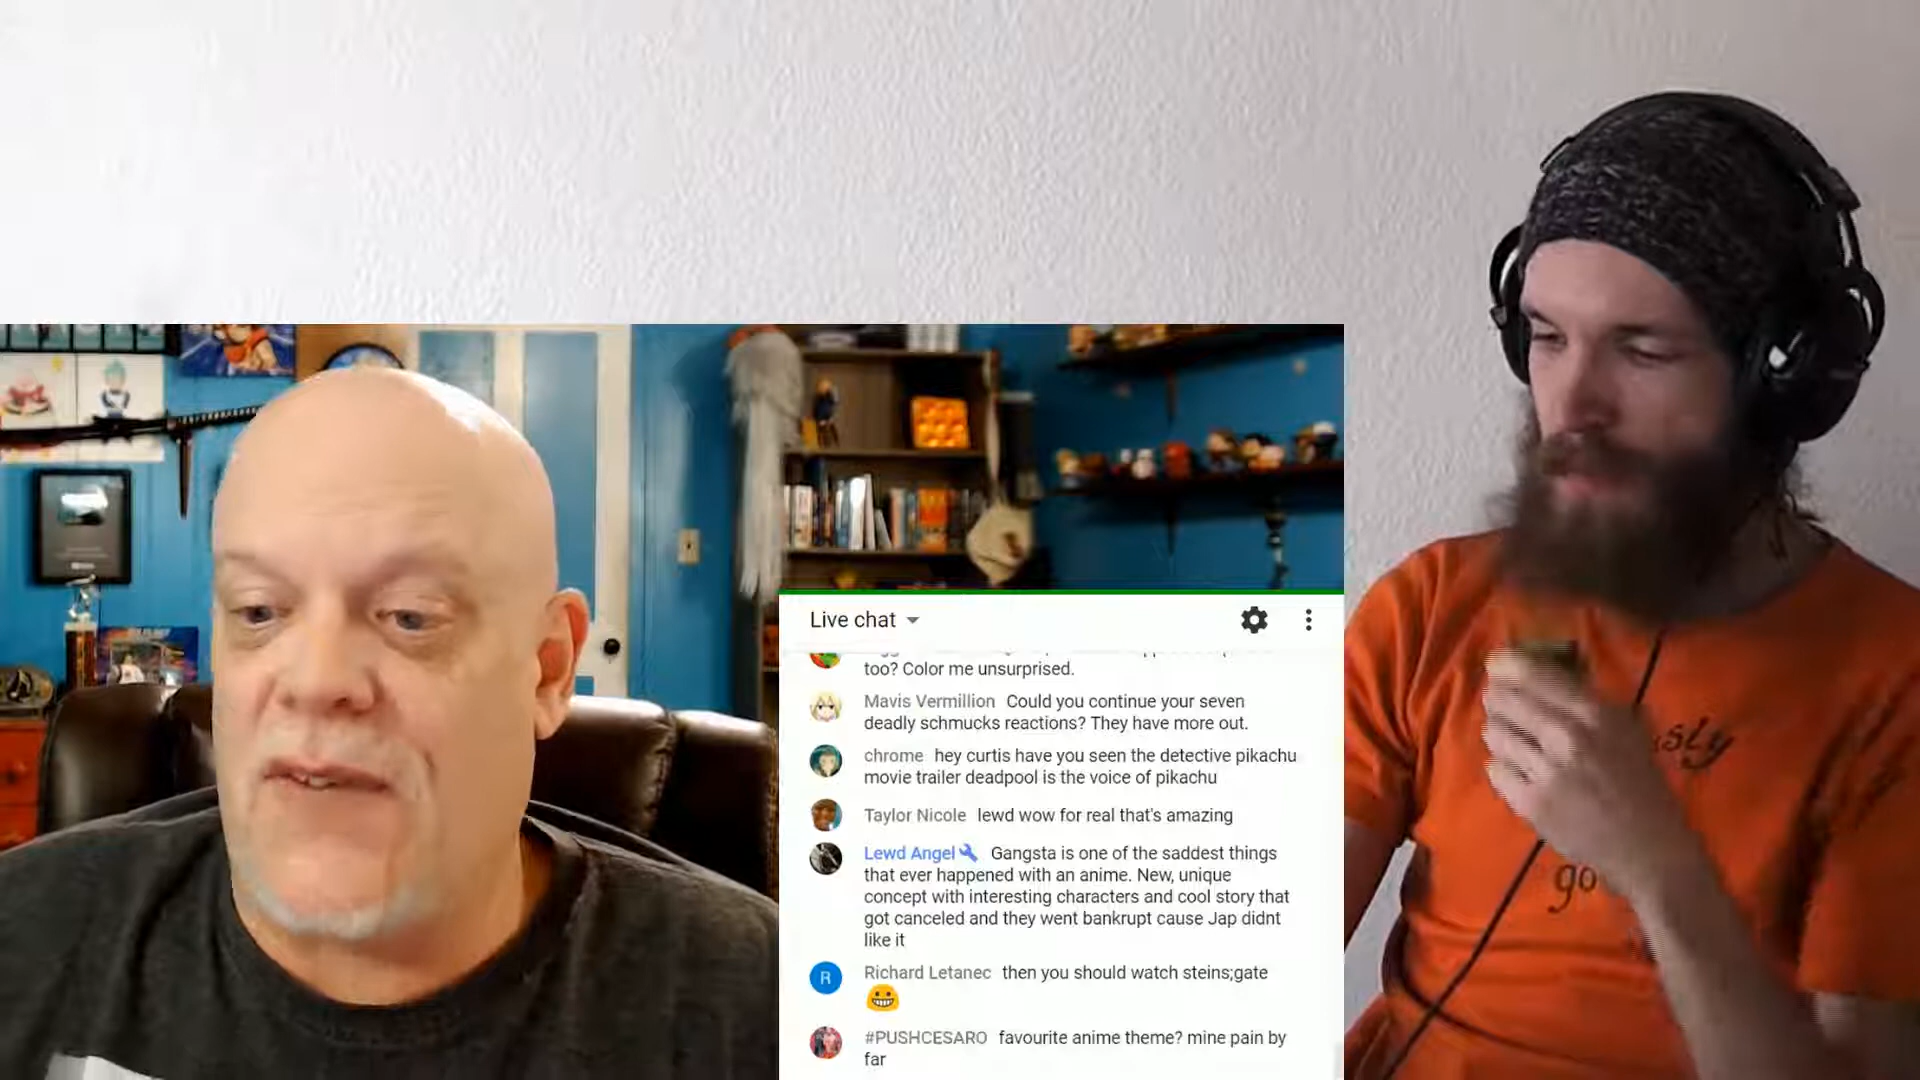 Live chat
too? Color me unsurprised.
Mavis Vermillion Could you continue your seven
deadly schmucks reactions? They have more out.
chrome hey curtis have you seen the detective pikachu
movie trailer deadpool is the voice of pikachu
Taylor Nicole lewd wow for real that's amazing
Lewd Angel Gangsta is one of the saddest things
that ever happened with an anime. New, unique
concept with interesting characters and cool story that
got canceled and they went bankrupt cause Jap didnt
like it
R
Richard Letanec then you should watch steins;gate
#PUSHCESARO favourite anime theme? mine pain by
far
go